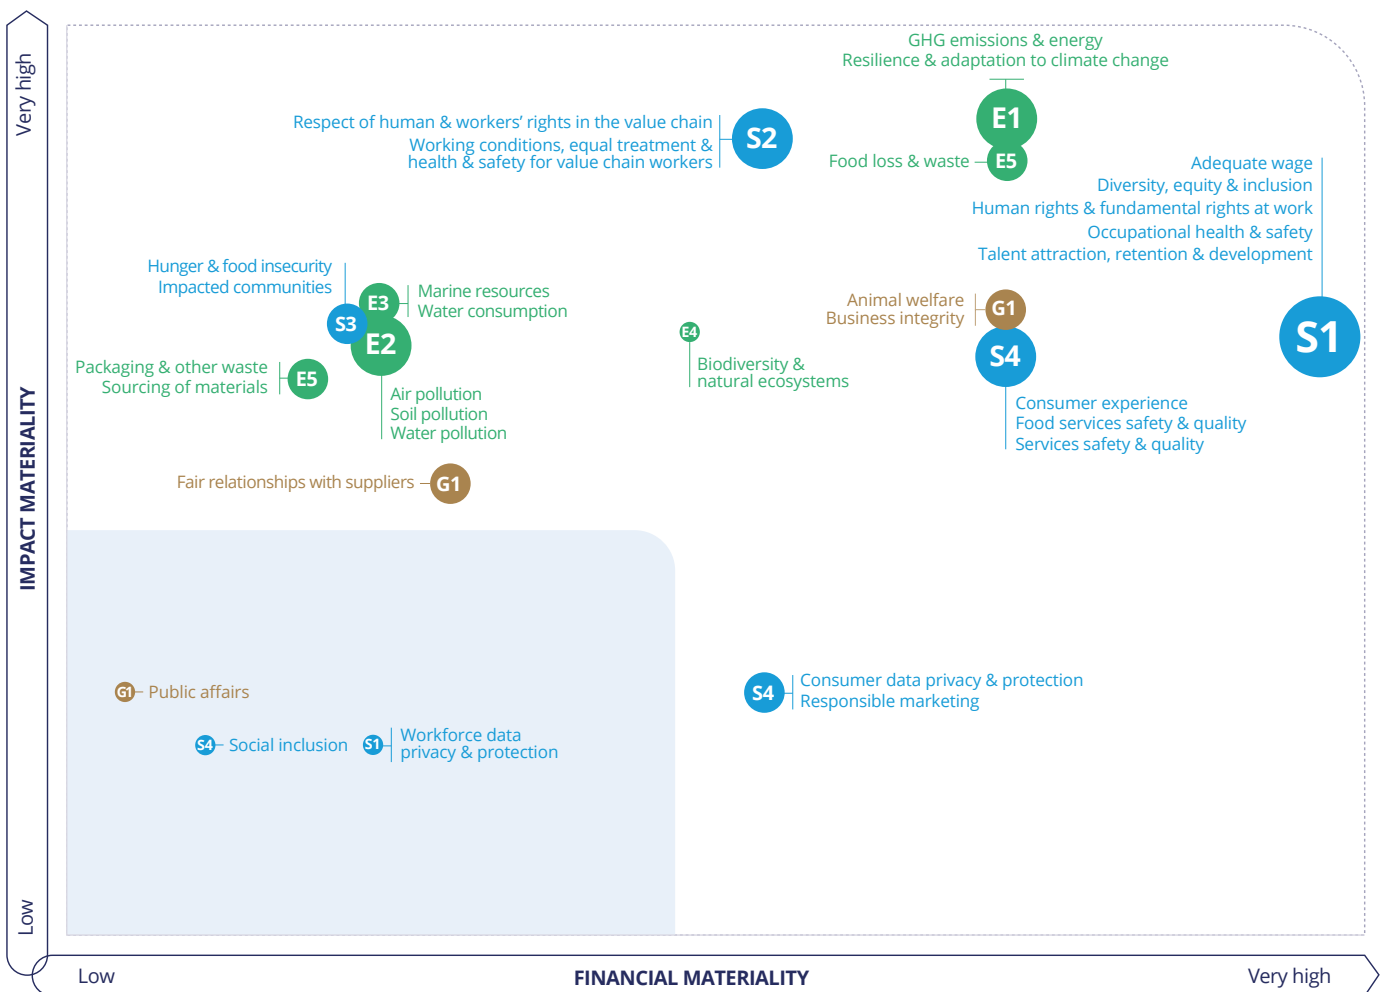 Very high
IMPACT MATERIALITY
Low
GHG emissions & energy
Resilience & adaptation to climate change
E1
Respect of human & workers’ rights in the value chain
Working conditions, equal treatment &
health & safety for value chain workers
S2
Food loss & waste
E5
Adequate wage
Diversity, equity & inclusion
Human rights & fundamental rights at work
Occupational health & safety
Talent attraction, retention & development
S1
Hunger & food insecurity
Impacted communities
S3
E3
Marine resources
Water consumption
E2
Air pollution
Soil pollution
Water pollution
Packaging & other waste
Sourcing of materials
E5
E4
Biodiversity &
natural ecosystems
Animal welfare
Business integrity
G1
S4
Consumer experience
Food services safety & quality
Services safety & quality
Fair relationships with suppliers
G1
G1
Public affairs
S4
Social inclusion
S1
Workforce data
privacy & protection
S4
Consumer data privacy & protection
Responsible marketing
Low
FINANCIAL MATERIALITY
Very high